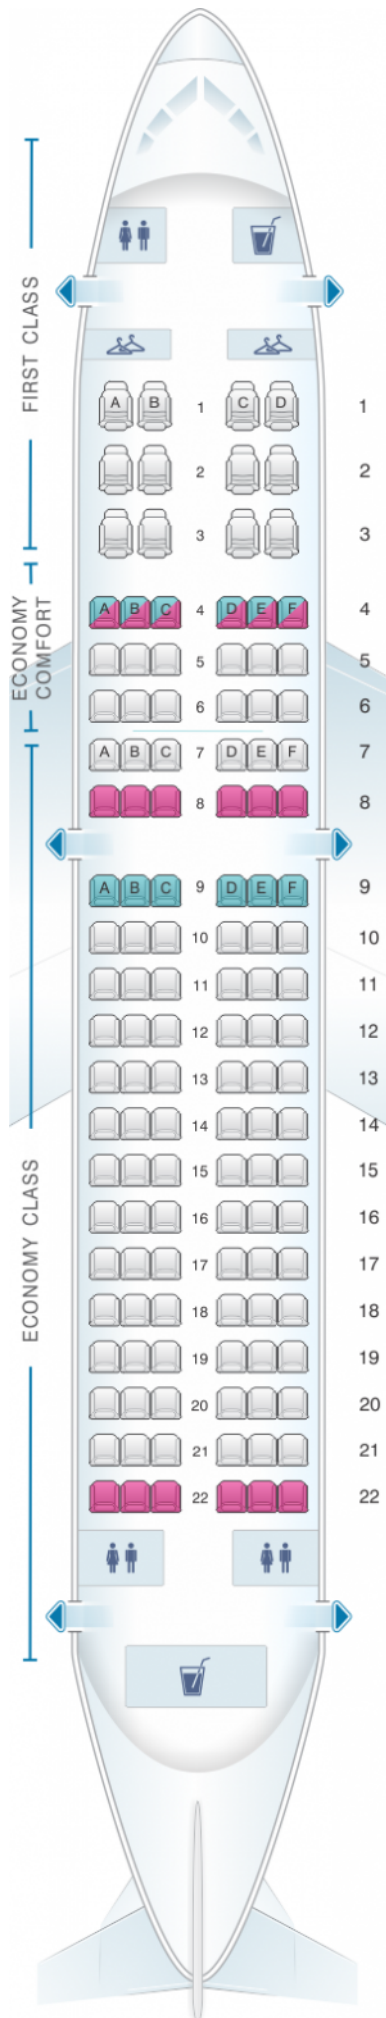 FIRST CLASS
A B 1 C D 1
2 2
3 3
ECONOMY
COMFORT
A B C 4 D E F 4
5 5
6 6
A B C 7 D E F 7
8 8
A B C 9 D E F 9
10 10
11 11
12 12
13 13
14 14
ECONOMY CLASS
15 15
16 16
17 17
18 18
19 19
20 20
21 21
22 22